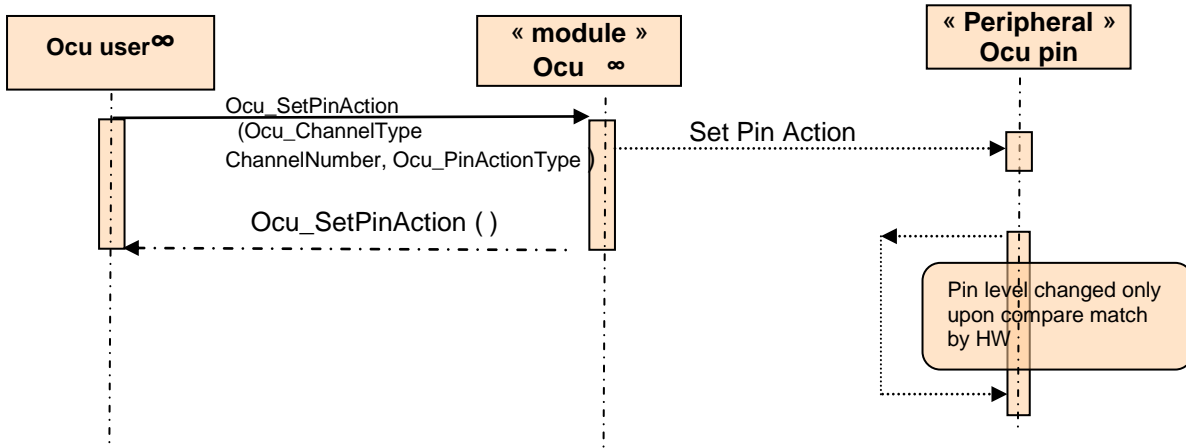 Ocu user∞
« module »
Ocu ∞
« Peripheral »
Ocu pin
Ocu_SetPinAction
(Ocu_ChannelType
ChannelNumber, Ocu_PinActionType )
Set Pin Action
Ocu_SetPinAction ( )
Pin level changed only
upon compare match
by HW